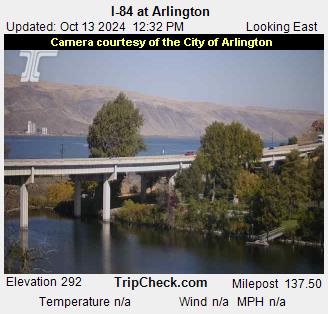 I-84 at Arlington
Updated: Oct 13 2024 12:32 PM Looking East
Camera courtesy of the City of Arlington
Elevation 292 TripCheck.com Milepost 137.50
Temperature n/a Wind n/a MPH n/a